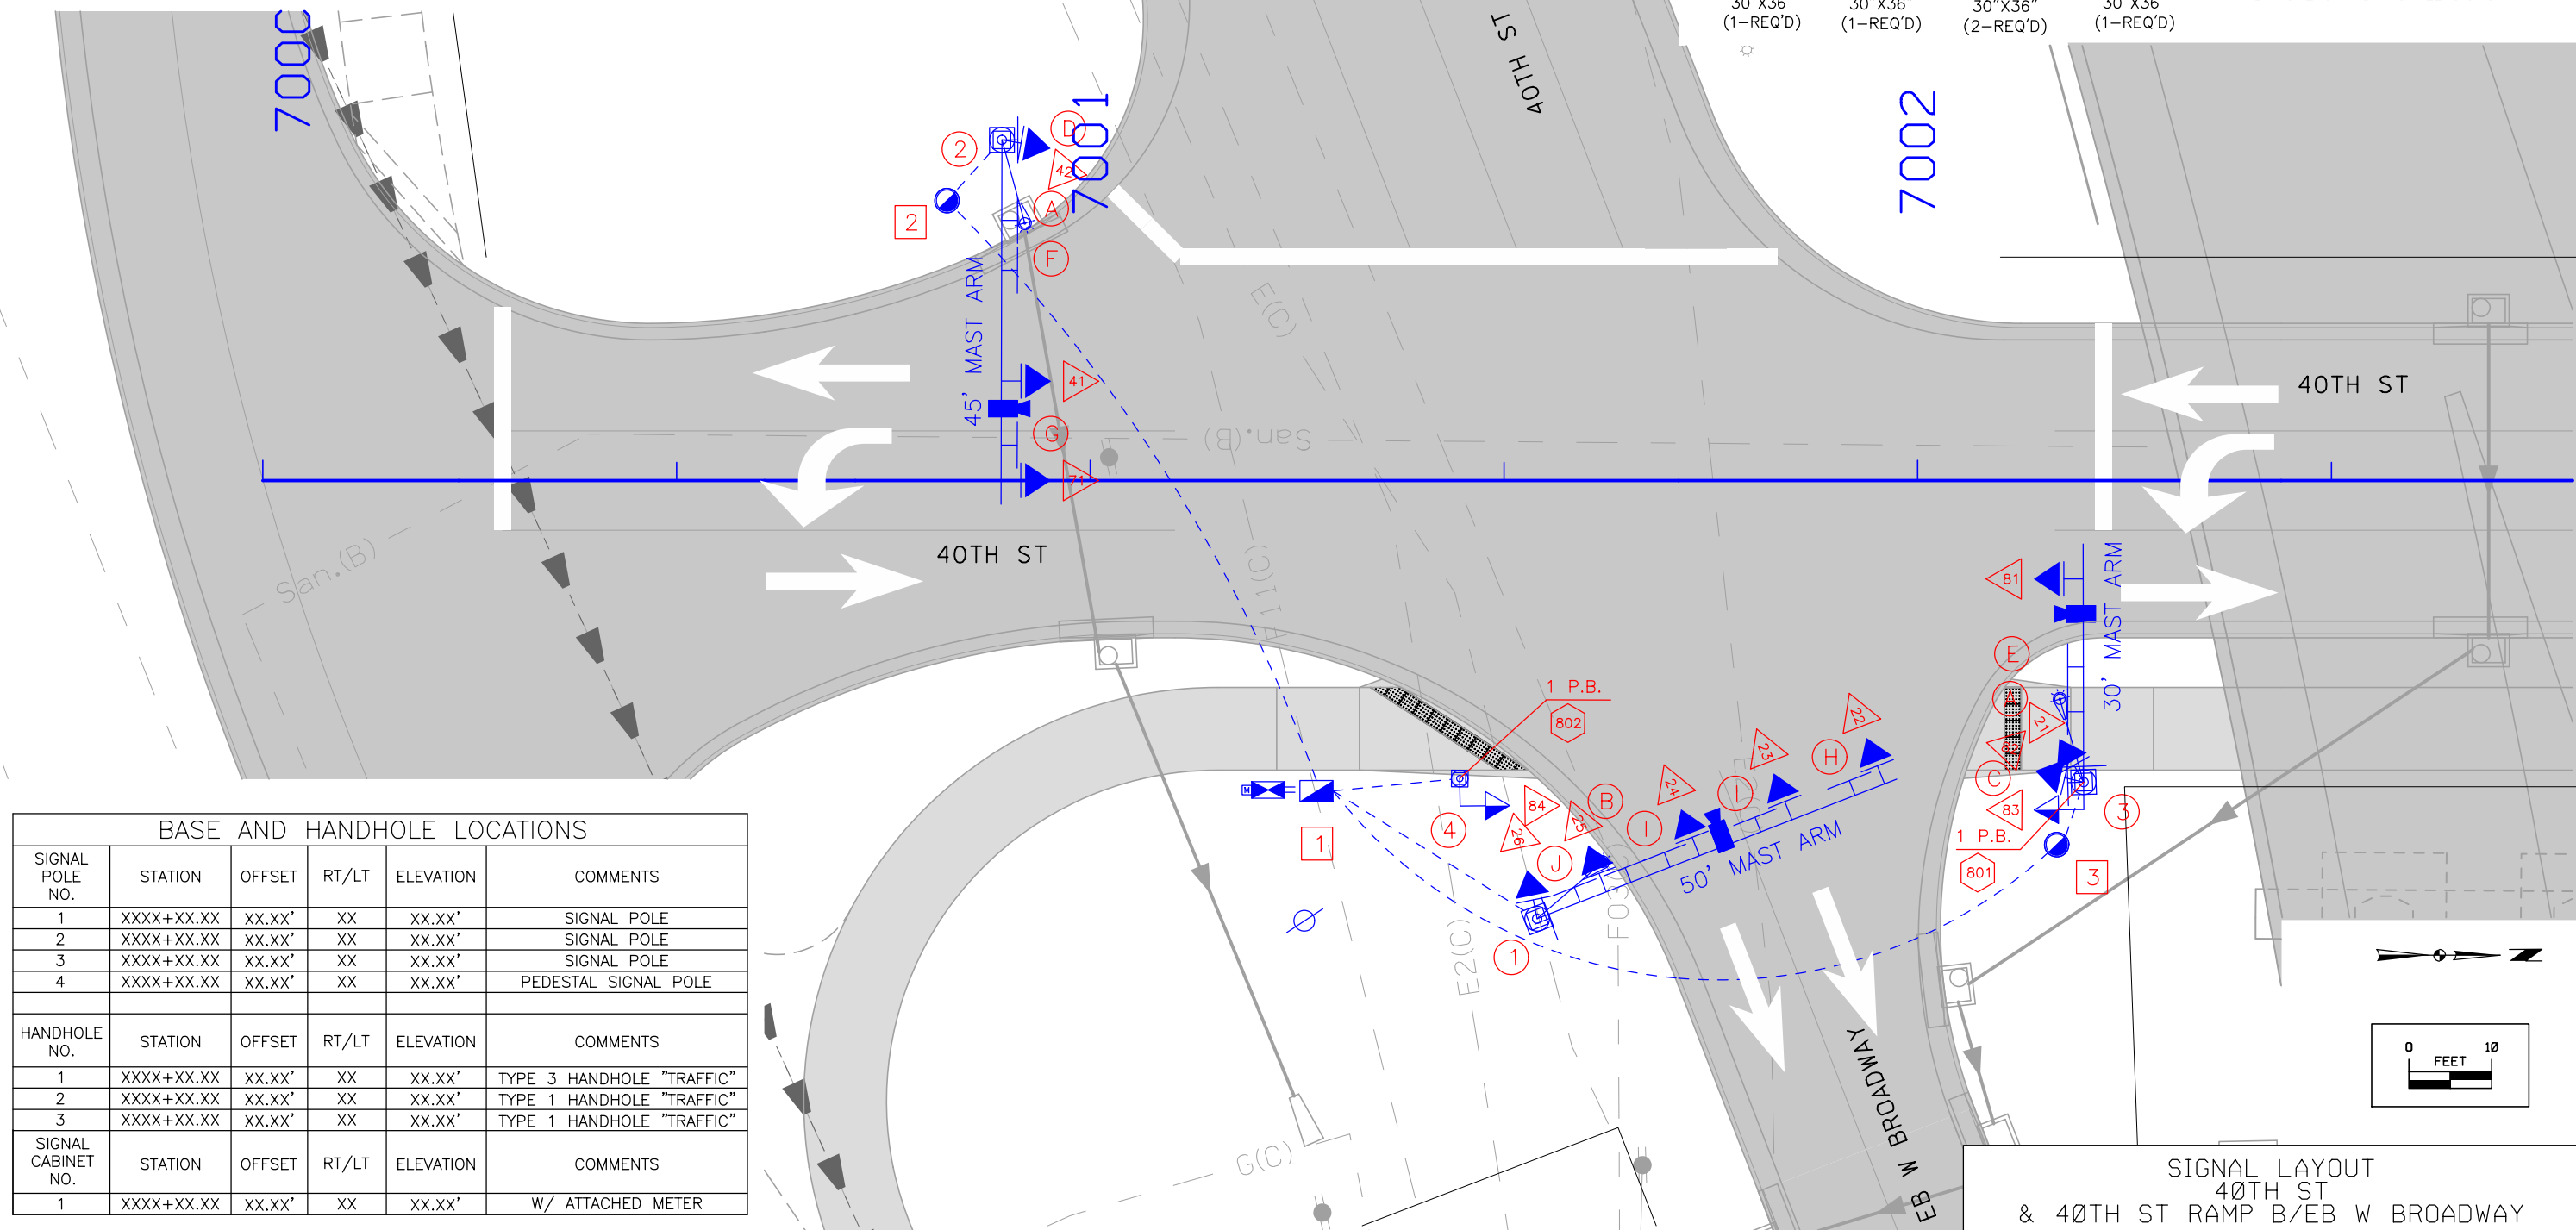 30"X36" 30"X36" 30"X36" 30"X36"
(1-REQ'D) (1-REQ'D) (2-REQ'D) (1-REQ'D)
7000
7001
7002
40TH ST
2
D
42
2
A
F
45' MAST ARM
41
G
71
E(C)
San.(B)
40TH ST
San.(B)
40TH ST
E11(C)
81
30' MAST ARM
E
1 P.B.
802
22
21
23
H
C
24
I
B
I
84
83
3
25
26
4
1
J
50' MAST ARM
1 P.B.
801
3
1
E2(C)
G(C)
EB W BROADWAY
BASE AND HANDHOLE LOCATIONS
SIGNAL POLE NO. STATION OFFSET RT/LT ELEVATION COMMENTS
1 XXXX+XX.XX XX.XX' XX XX.XX' SIGNAL POLE
2 XXXX+XX.XX XX.XX' XX XX.XX' SIGNAL POLE
3 XXXX+XX.XX XX.XX' XX XX.XX' SIGNAL POLE
4 XXXX+XX.XX XX.XX' XX XX.XX' PEDESTAL SIGNAL POLE
HANDHOLE NO. STATION OFFSET RT/LT ELEVATION COMMENTS
1 XXXX+XX.XX XX.XX' XX XX.XX' TYPE 3 HANDHOLE "TRAFFIC"
2 XXXX+XX.XX XX.XX' XX XX.XX' TYPE 1 HANDHOLE "TRAFFIC"
3 XXXX+XX.XX XX.XX' XX XX.XX' TYPE 1 HANDHOLE "TRAFFIC"
SIGNAL CABINET NO. STATION OFFSET RT/LT ELEVATION COMMENTS
1 XXXX+XX.XX XX.XX' XX XX.XX' W/ ATTACHED METER
0 10
FEET
SIGNAL LAYOUT
40TH ST
& 40TH ST RAMP B/EB W BROADWAY